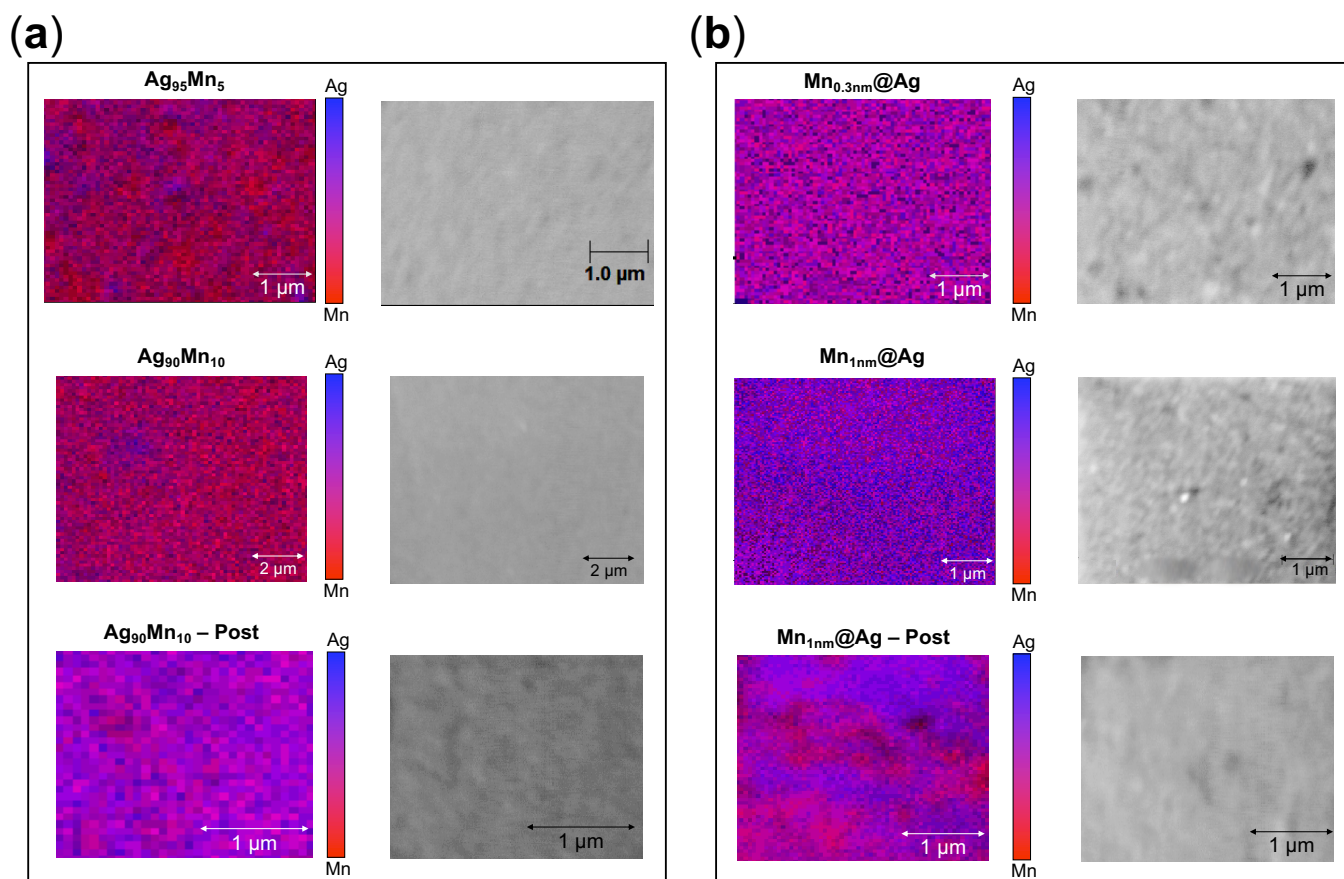 (a)
Ag₉₅Mn₅
Ag
1 µm
Mn
1.0 µm
Ag₉₀Mn₁₀
Ag
2 µm
Mn
2 µm
Ag₉₀Mn₁₀ – Post
Ag
1 µm
Mn
1 µm
(b)
Mn₀.₃ₙₘ@Ag
Ag
1 µm
Mn
1 µm
Mn₁ₙₘ@Ag
Ag
1 µm
Mn
1 µm
Mn₁ₙₘ@Ag – Post
Ag
1 µm
Mn
1 µm